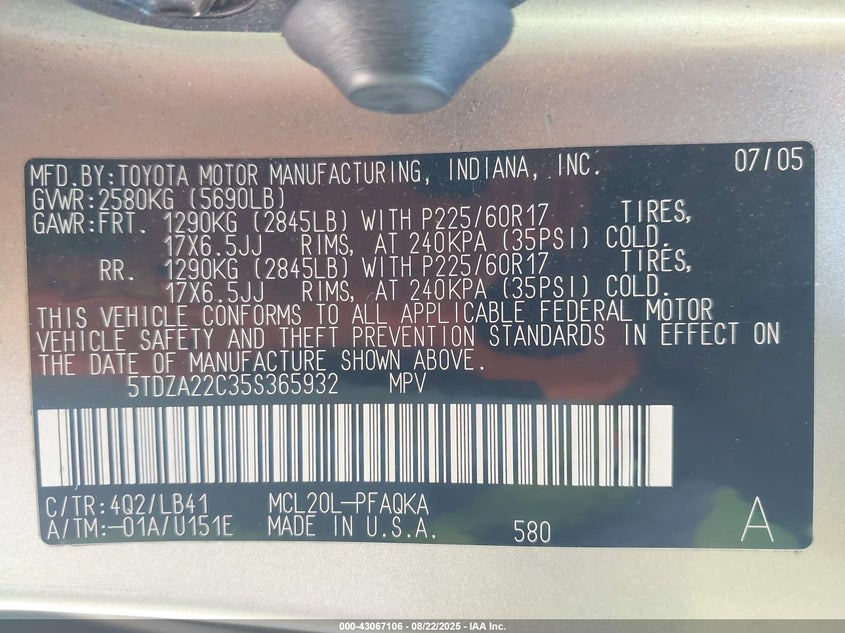 MFD.BY:TOYOTA MOTOR MANUFACTURING, INDIANA, INC. 07/05
GVWR:2580KG (5690LB)
GAWR:FRT. 1290KG (2845LB) WITH P225/60R17 TIRES,
17X6.5JJ RIMS, AT 240KPA (35PSI) COLD.
RR. 1290KG (2845LB) WITH P225/60R17 TIRES,
17X6.5JJ RIMS, AT 240KPA (35PSI) COLD.
THIS VEHICLE CONFORMS TO ALL APPLICABLE FEDERAL MOTOR
VEHICLE SAFETY AND THEFT PREVENTION STANDARDS IN EFFECT ON
THE DATE OF MANUFACTURE SHOWN ABOVE.
5TDZA22C35S365932 MPV
C/TR:4Q2/LB41 MCL20L-PFAQKA
A/TM:-01A/U151E MADE IN U.S.A. 580 A
000-43067106 - 08/22/2025 - IAA Inc.